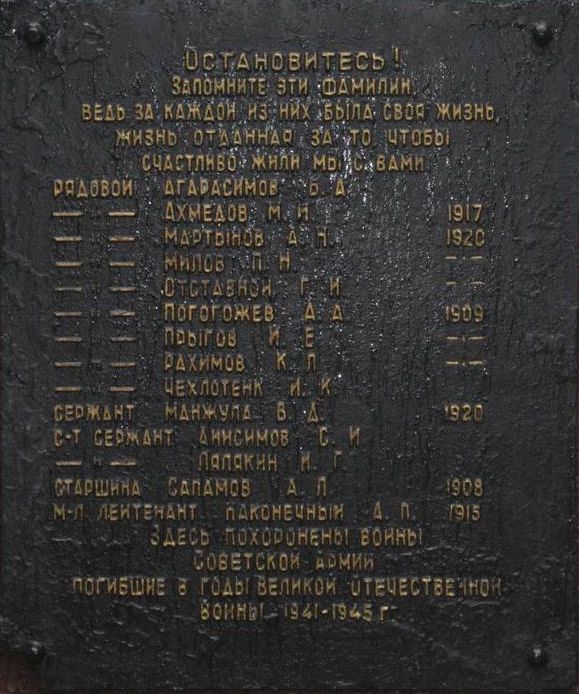 ОСТАНОВИТЕСЬ!
ЗАПОМНИТЕ ЭТИ ФАМИЛИИ,
ВЕДЬ ЗА КАЖДОЙ ИЗ НИХ БЫЛА СВОЯ ЖИЗНЬ,
ЖИЗНЬ ОТДАННАЯ ЗА ТО, ЧТОБЫ
СЧАСТЛИВО ЖИЛИ МЫ С ВАМИ.
РЯДОВОЙ АГАРАСИМОВ Б. А.
— — АХМЕДОВ М. И. 1917
— — МАРТЫНОВ А. Н. 1920
— — МИЛОВ П. Н. - -
— — ОТСТАВНОЙ Г. И - -
— — ПОГОГОЖЕВ А. А 1909
— — ПРЫГОВ И. Е - -
— — РАХИМОВ К. Л
— — ЧЕХЛОТЕНК И. К.
СЕРЖАНТ МАНЖУЛА В. Д. 1920
С-Т СЕРЖАНТ АНИСИМОВ С. И
— — ЛЯЛЯКИН И. Г
СТАРШИНА САЛАМОВ А. Л 1908
М-Л ЛЕЙТЕНАНТ НАКОНЕЧНЫЙ А. П. 1915
ЗДЕСЬ ПОХОРОНЕНЫ ВОИНЫ
СОВЕТСКОЙ АРМИИ
ПОГИБШИЕ В ГОДЫ ВЕЛИКОЙ ОТЕЧЕСТВЕННОЙ
ВОЙНЫ 1941-1945 г